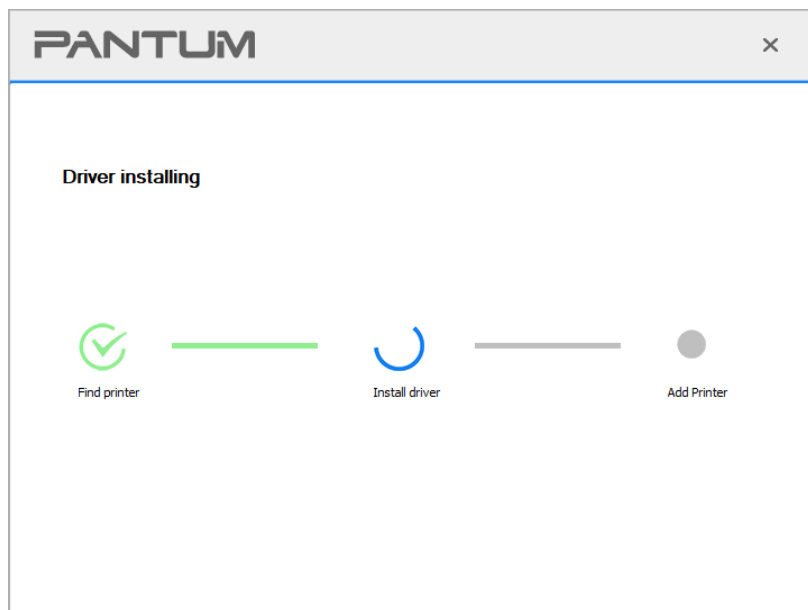 PANTUM
Driver installing
Find printer
Install driver
Add Printer